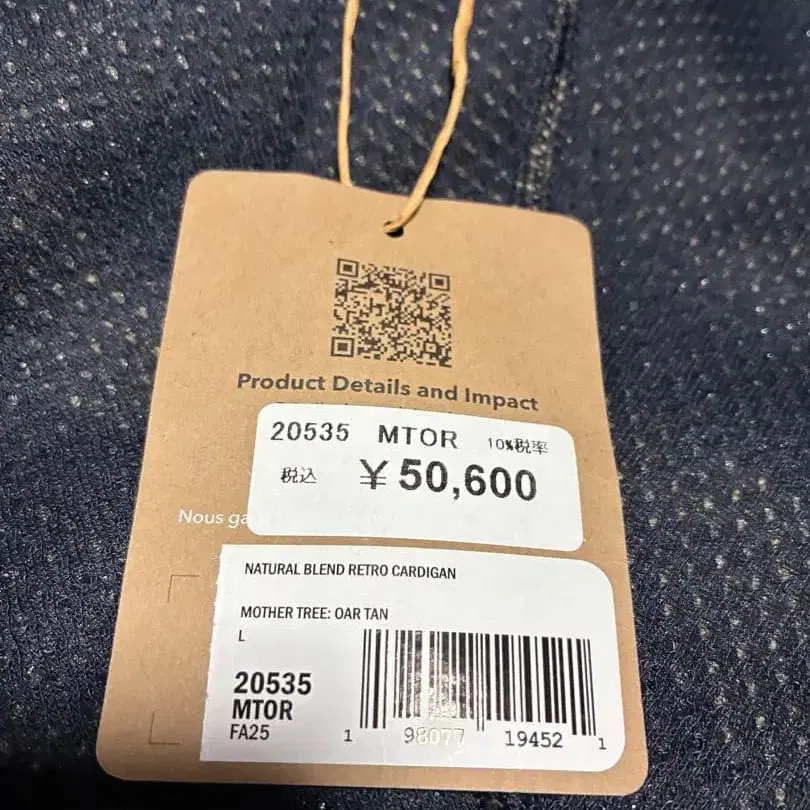 Product Details and Impact
20535 MTOR 10%税率
税込 ¥50,600
Nous ga
NATURAL BLEND RETRO CARDIGAN
MOTHER TREE: OAR TAN
L
20535
MTOR
FA25
1 98077 19452 1